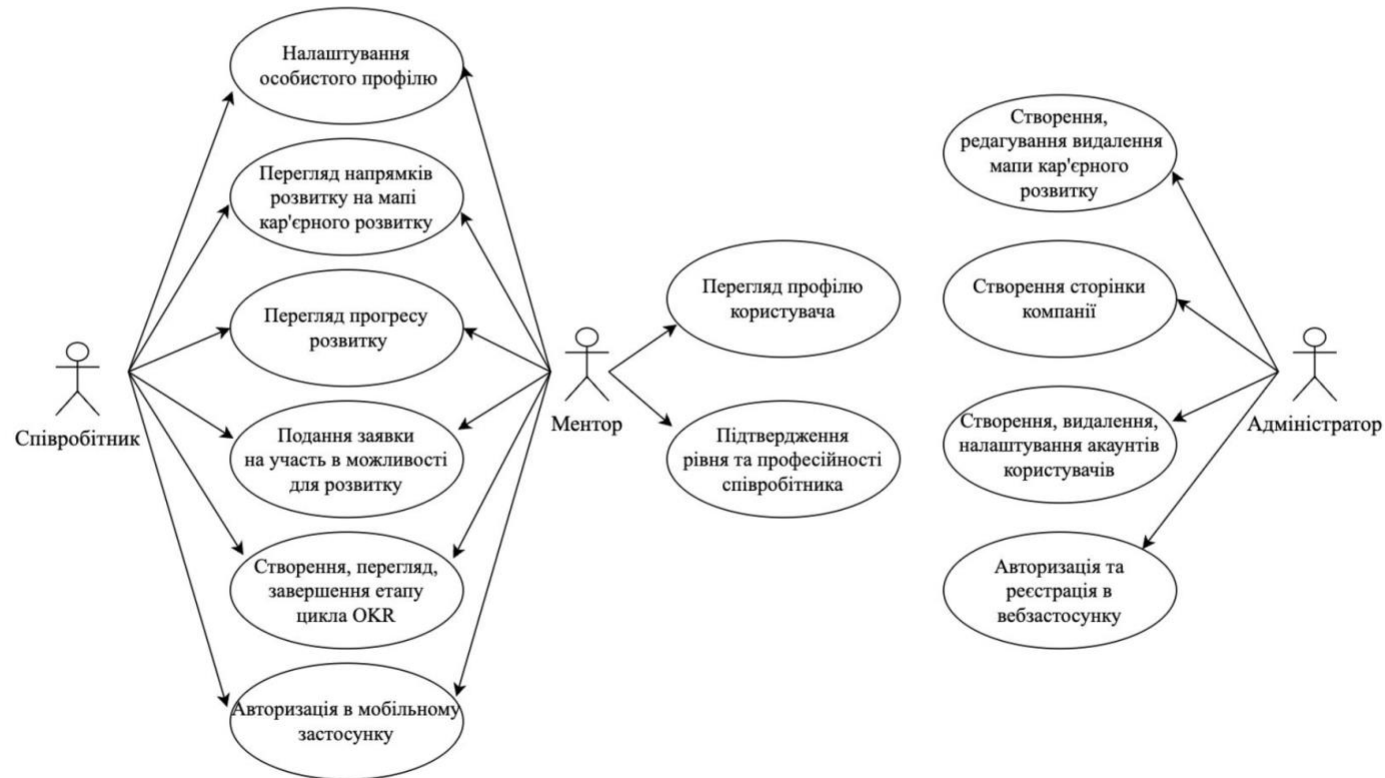 Налаштування
особистого профілю
Перегляд напрямків
розвитку на мапі
кар'єрного розвитку
Перегляд прогресу
розвитку
Співробітник
Подання заявки
на участь в можливості
для розвитку
Створення, перегляд,
завершення етапу
цикла OKR
Авторизація в мобільному
застосунку
Ментор
Перегляд профілю
користувача
Підтвердження
рівня та професійності
співробітника
Створення,
редагування видалення
мапи кар'єрного
розвитку
Створення сторінки
компанії
Створення, видалення,
налаштування акаунтів
користувачів
Авторизація та
реєстрація в
вебзастосунку
Адміністратор